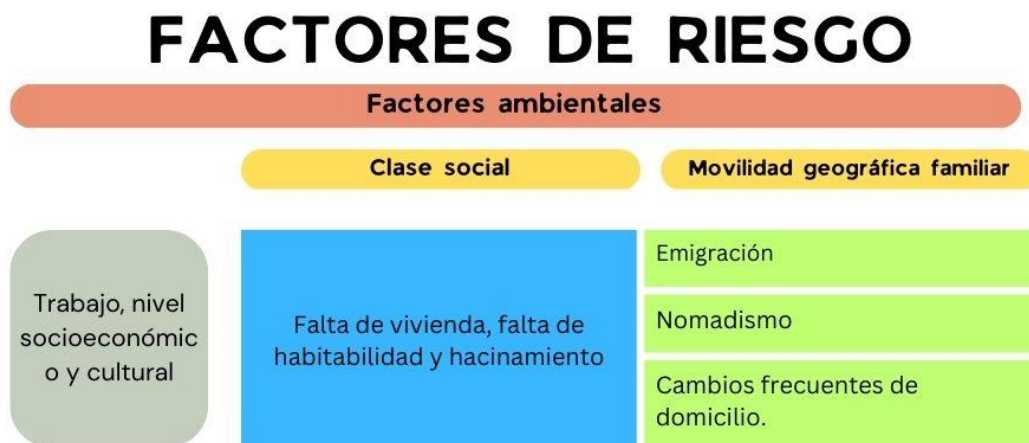 FACTORES DE RIESGO
Factores ambientales
Clase social
Movilidad geográfica familiar
Trabajo, nivel
socioeconómic
o y cultural
Falta de vivienda, falta de
habitabilidad y hacinamiento
Emigración
Nomadismo
Cambios frecuentes de
domicilio.